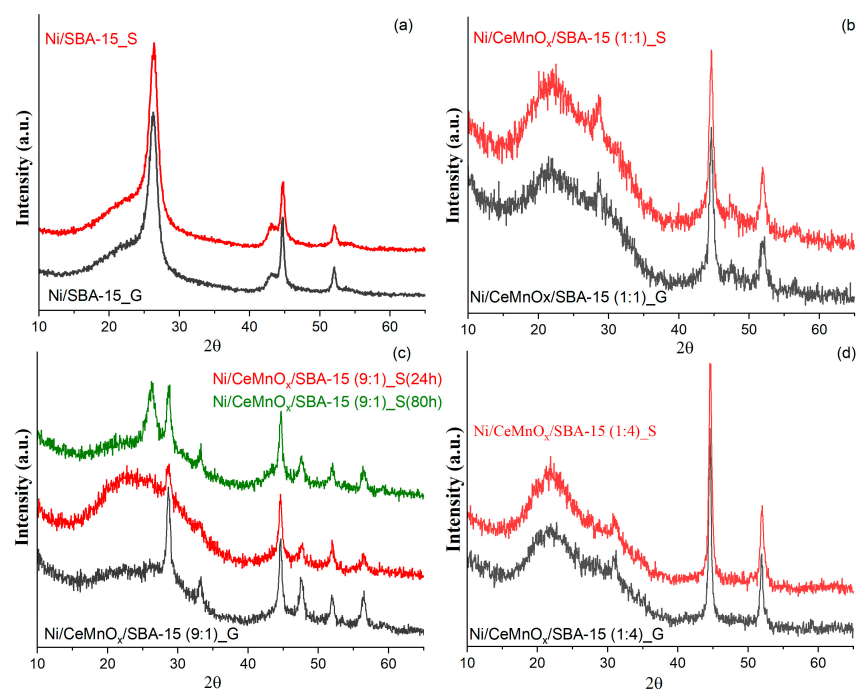 (a)
Ni/SBA-15_S
Intensity (a.u.)
Ni/SBA-15_G
10 20 30 40 50 60
2θ
(b)
Ni/CeMnOₓ/SBA-15 (1:1)_S
Intensity (a.u.)
Ni/CeMnOx/SBA-15 (1:1)_G
10 20 30 40 50 60
2θ
(c)
Ni/CeMnOₓ/SBA-15 (9:1)_S(24h)
Ni/CeMnOₓ/SBA-15 (9:1)_S(80h)
Intensity (a.u.)
Ni/CeMnOₓ/SBA-15 (9:1)_G
10 20 30 40 50 60
2θ
(d)
Ni/CeMnOₓ/SBA-15 (1:4)_S
Intensity (a.u.)
Ni/CeMnOₓ/SBA-15 (1:4)_G
10 20 30 40 50 60
2θ